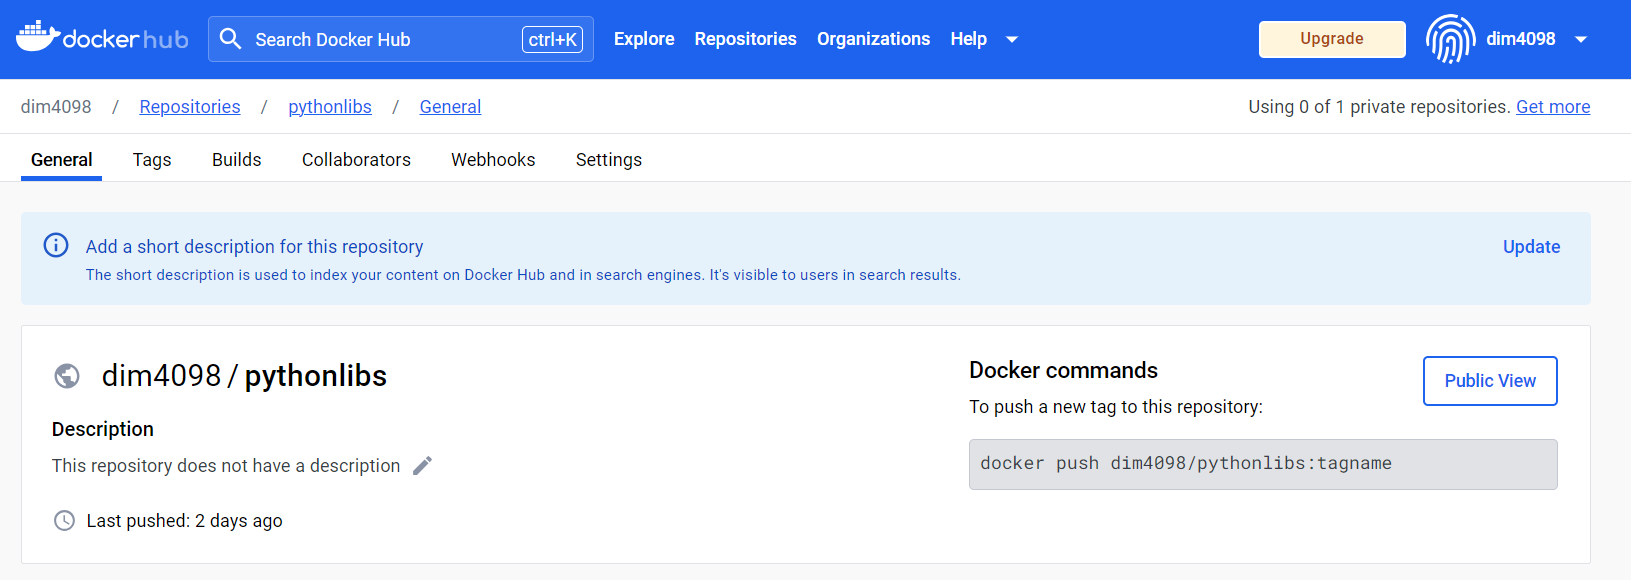 docker hub Search Docker Hub ctrl+K Explore Repositories Organizations Help Upgrade dim4098
dim4098 / Repositories / pythonlibs / General Using 0 of 1 private repositories. Get more
General Tags Builds Collaborators Webhooks Settings
Add a short description for this repository Update
The short description is used to index your content on Docker Hub and in search engines. It's visible to users in search results.
dim4098 / pythonlibs
Description
This repository does not have a description
Last pushed: 2 days ago
Docker commands
Public View
To push a new tag to this repository:
docker push dim4098/pythonlibs:tagname